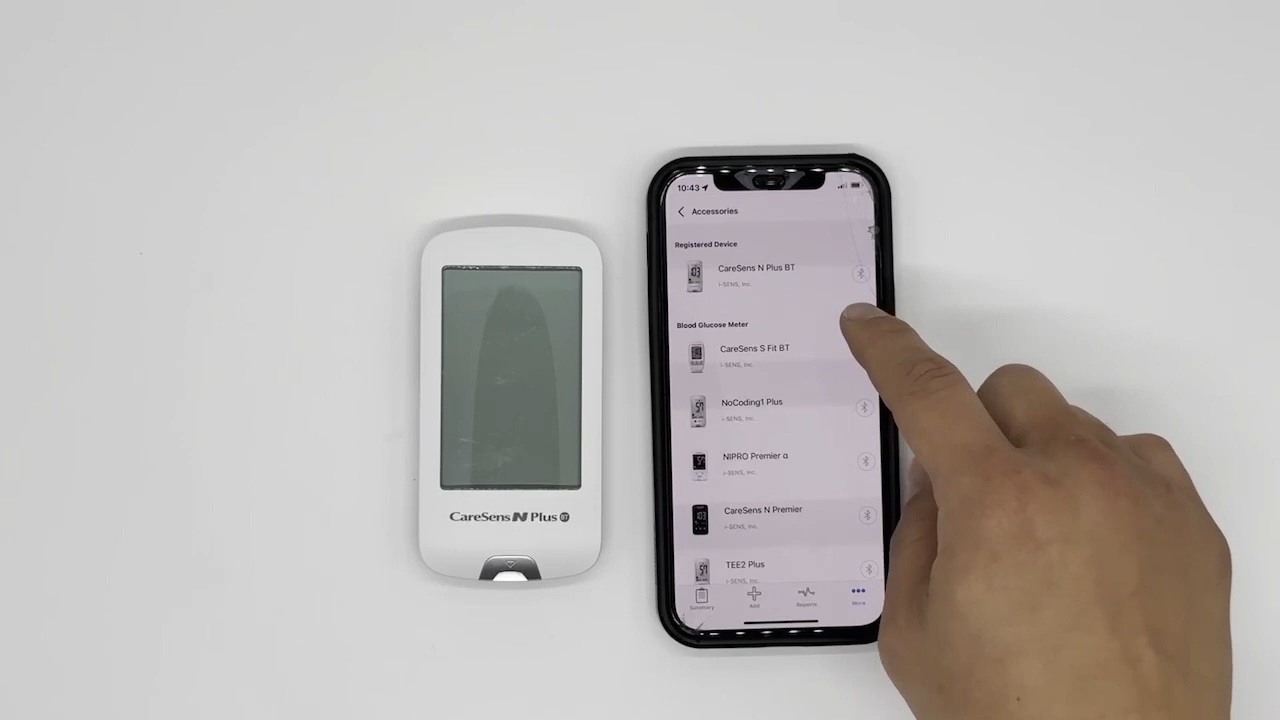 CareSens N Plus BT
10:43
Accessories
Registered Device
CareSens N Plus BT
i-SENS, Inc.
Blood Glucose Meter
CareSens S Fit BT
i-SENS, Inc.
NoCoding1 Plus
i-SENS, Inc.
NIPRO Premier α
i-SENS, Inc.
CareSens N Premier
i-SENS, Inc.
TEE2 Plus
i-SENS, Inc.
Summary
Add
Reports
More